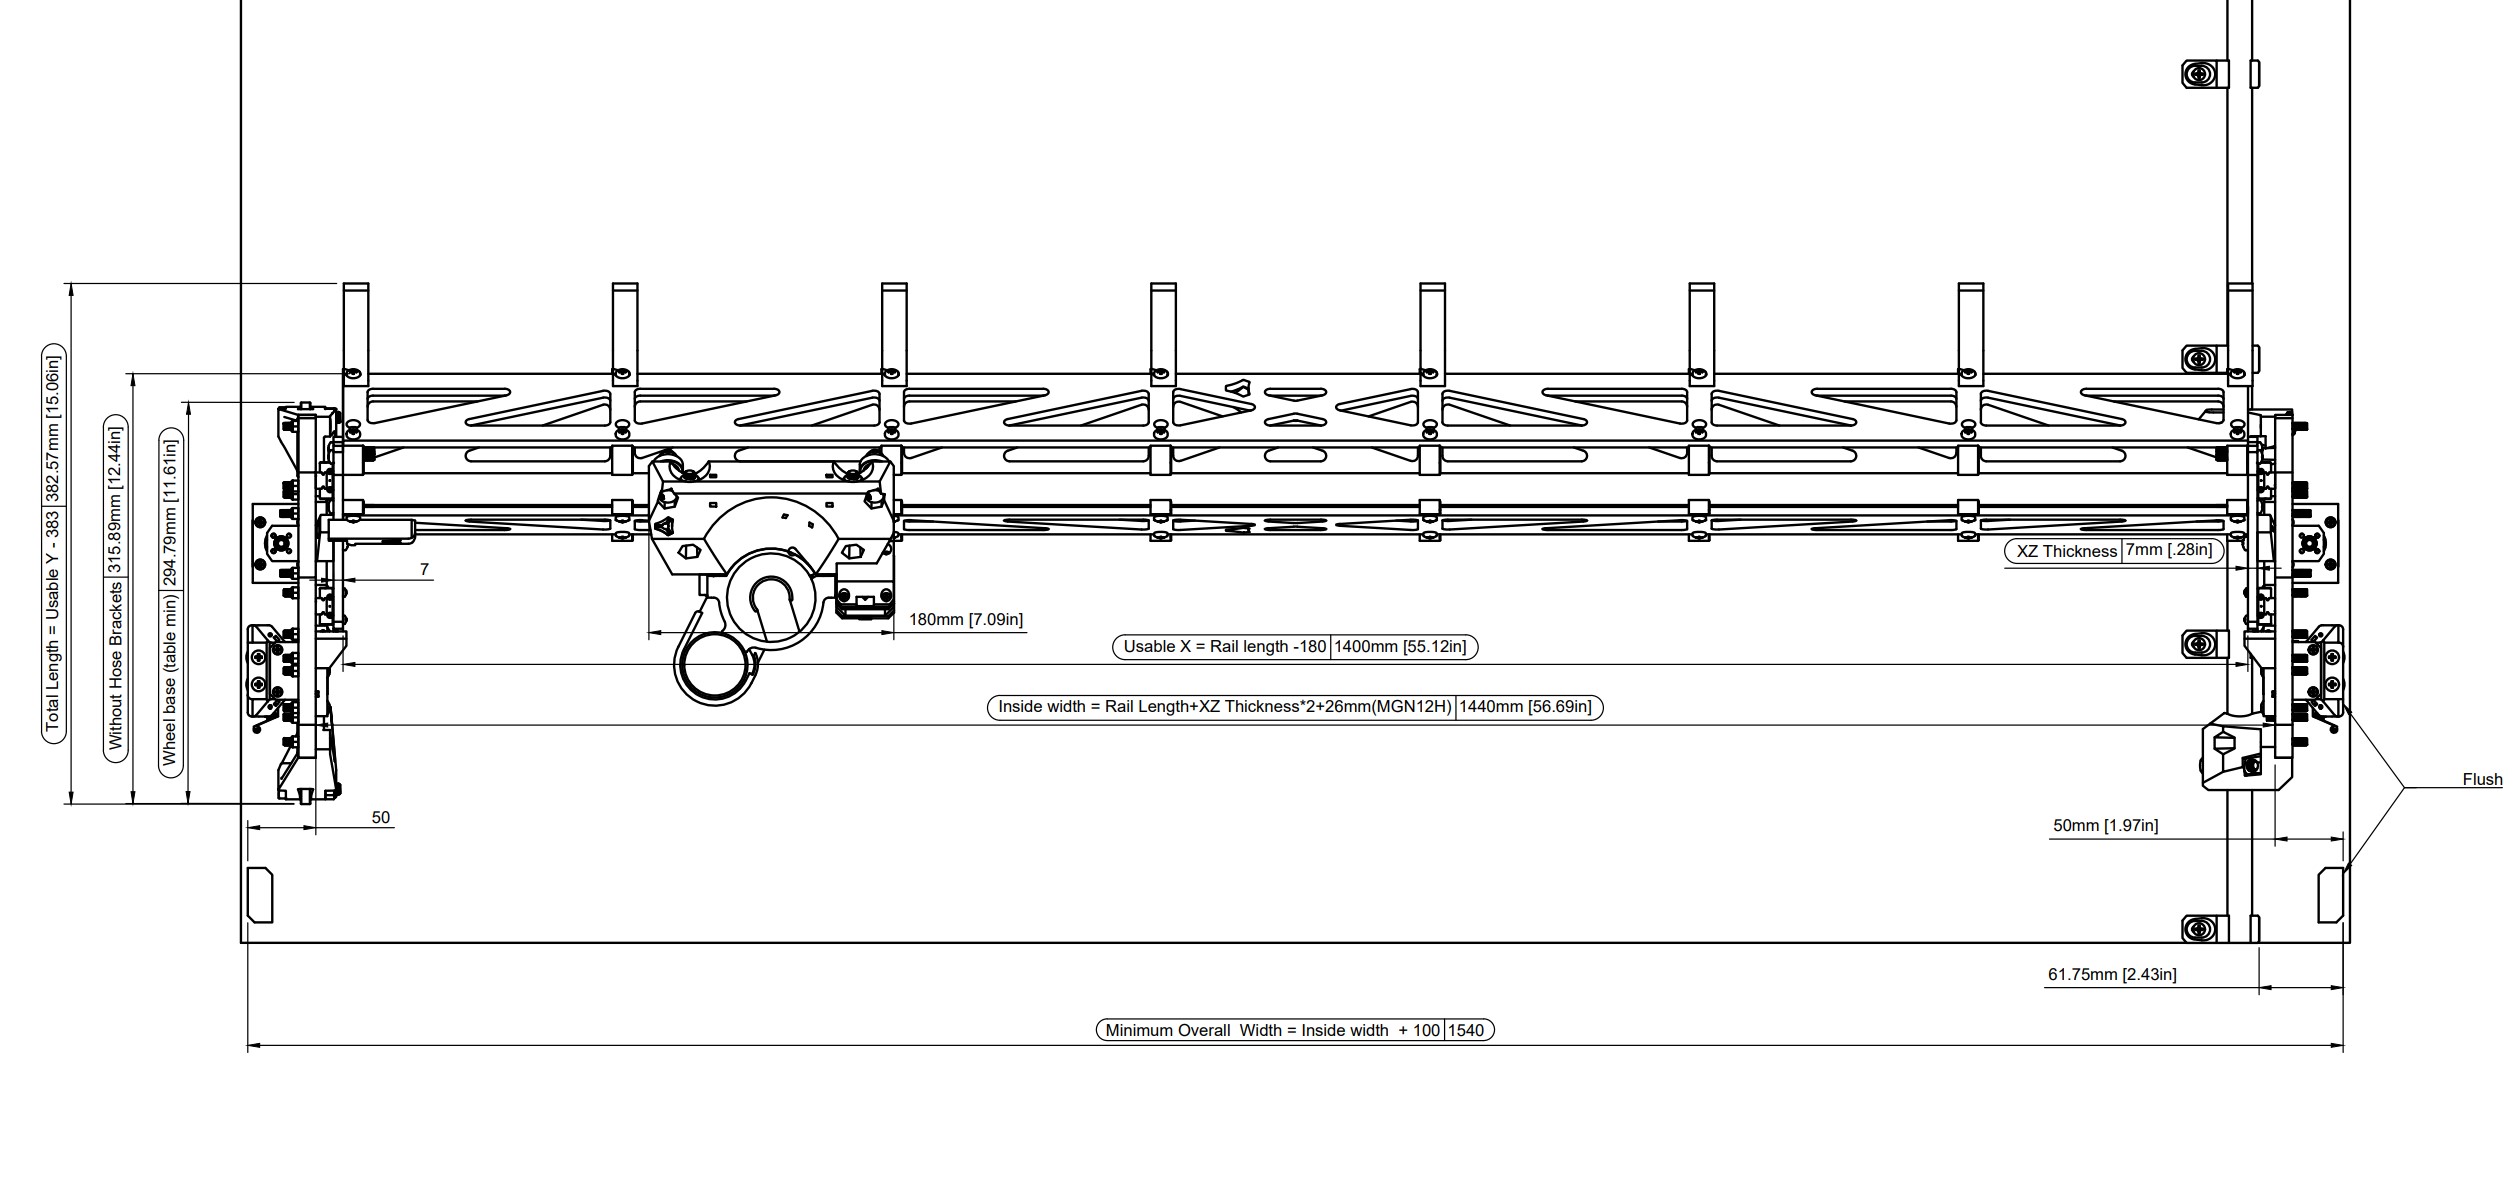 Total Length = Usable Y - 383 382.57mm [15.06in]
Without Hose Brackets 315.89mm [12.44in]
Wheel base (table min) 294.79mm [11.61in]
7
XZ Thickness 7mm [.28in]
180mm [7.09in]
Usable X = Rail length -180 1400mm [55.12in]
Inside width = Rail Length+XZ Thickness*2+26mm(MGN12H) 1440mm [56.69in]
Flush
50
50mm [1.97in]
61.75mm [2.43in]
Minimum Overall  Width = Inside width  + 100 1540